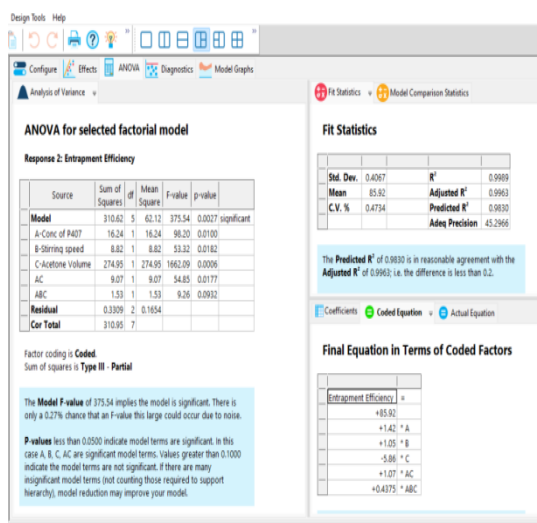 Design Tools Help
Configure Effects ANOVA Diagnostics Model Graphs
Analysis of Variance
ANOVA for selected factorial model
Response 2: Entrapment Efficiency
Source Sum of Squares df Mean Square F-value p-value
Model 310.62 5 62.12 375.54 0.0027 significant
A-Conc of P407 16.24 1 16.24 98.20 0.0100
B-Stirring speed 8.82 1 8.82 53.32 0.0182
C-Acetone Volume 274.95 1 274.95 1662.09 0.0006
AC 9.07 1 9.07 54.85 0.0177
ABC 1.53 1 1.53 9.26 0.0932
Residual 0.3309 2 0.1654
Cor Total 310.95 7
Factor coding is Coded.
Sum of squares is Type III - Partial
The Model F-value of 375.54 implies the model is significant. There is
only a 0.27% chance that an F-value this large could occur due to noise.
P-values less than 0.0500 indicate model terms are significant. In this
case A, B, C, AC are significant model terms. Values greater than 0.1000
indicate the model terms are not significant. If there are many
insignificant model terms (not counting those required to support
hierarchy), model reduction may improve your model.
Fit Statistics Model Comparison Statistics
Fit Statistics
Std. Dev. 0.4067 R² 0.9989
Mean 85.92 Adjusted R² 0.9963
C.V. % 0.4734 Predicted R² 0.9830
Adeq Precision 45.2966
The Predicted R² of 0.9830 is in reasonable agreement with the
Adjusted R² of 0.9963; i.e. the difference is less than 0.2.
Coefficients Coded Equation Actual Equation
Final Equation in Terms of Coded Factors
Entrapment Efficiency =
+85.92
+1.42 * A
+1.05 * B
-5.86 * C
+1.07 * AC
+0.4375 * ABC